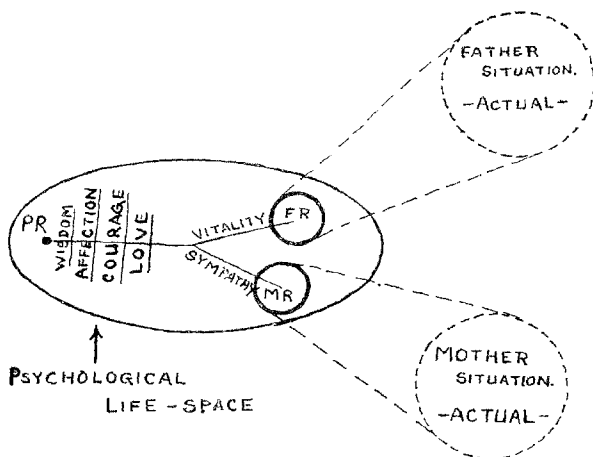 FATHER
SITUATION.
-ACTUAL-
PR
WISDOM
AFFECTION
COURAGE
LOVE
VITALITY
FR
SYMPATHY
MR
MOTHER
SITUATION.
-ACTUAL-
PSYCHOLOGICAL
LIFE-SPACE